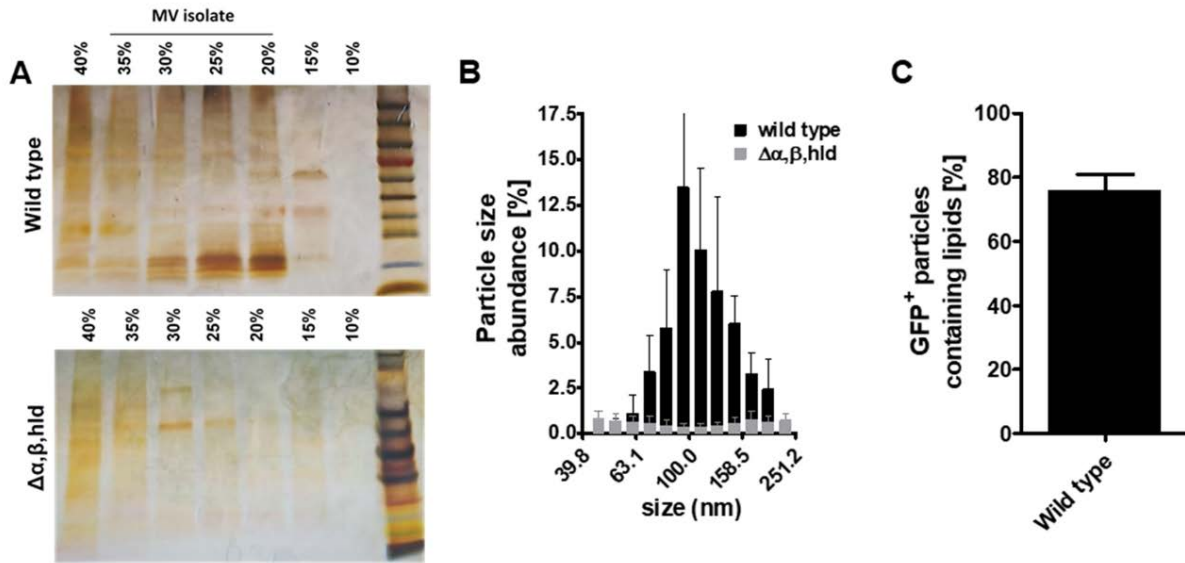 MV isolate
40% 35% 30% 25% 20% 15% 10%
A
Wild type
40% 35% 30% 25% 20% 15% 10%
Δα,β,hld
B
Particle size
abundance [%]
17.5
15.0
12.5
10.0
7.5
5.0
2.5
0.0
wild type
Δα,β,hld
39.8 63.1 100.0 158.5 251.2
size (nm)
C
GFP+ particles
containing lipids [%]
100
80
60
40
20
0
Wild type